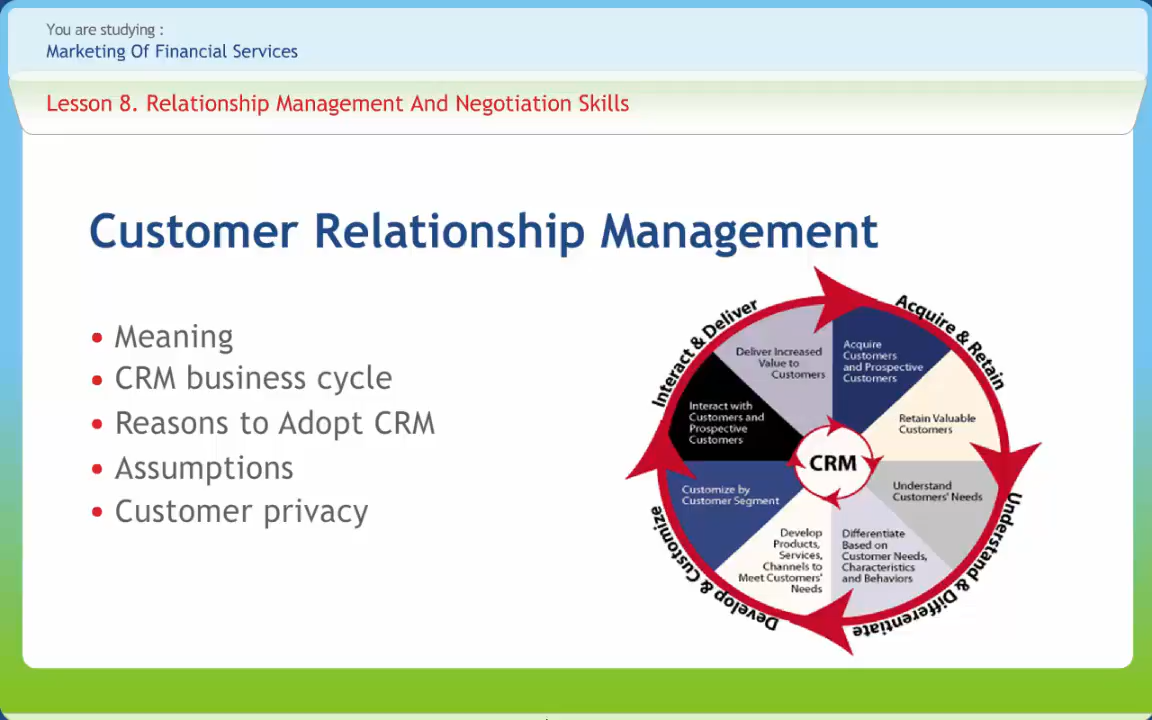 You are studying :
Marketing Of Financial Services
Lesson 8. Relationship Management And Negotiation Skills
Customer Relationship Management
• Meaning
• CRM business cycle
• Reasons to Adopt CRM
• Assumptions
• Customer privacy
Acquire & Retain
Acquire
Customers
and Prospective
Customers
Retain Valuable
Customers
Understand & Differentiate
Understand
Customers' Needs
Differentiate
Based on
Customer Needs,
Characteristics
and Behaviors
Develop & Customize
Develop
Products,
Services,
Channels to
Meet Customers'
Needs
Customize by
Customer Segment
Interact & Deliver
Interact with
Customers and
Prospective
Customers
Deliver Increased
Value to
Customers
CRM